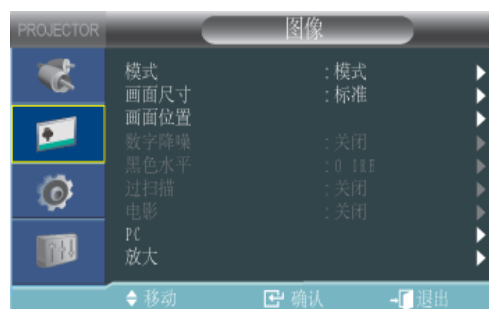 PROJECTOR 图像
模式 : 模式
画面尺寸 : 标准
画面位置
数字降噪 : 关闭
黑色水平 : 0 IRE
过扫描 : 关闭
电影 : 关闭
PC
放大
移动 确认 退出